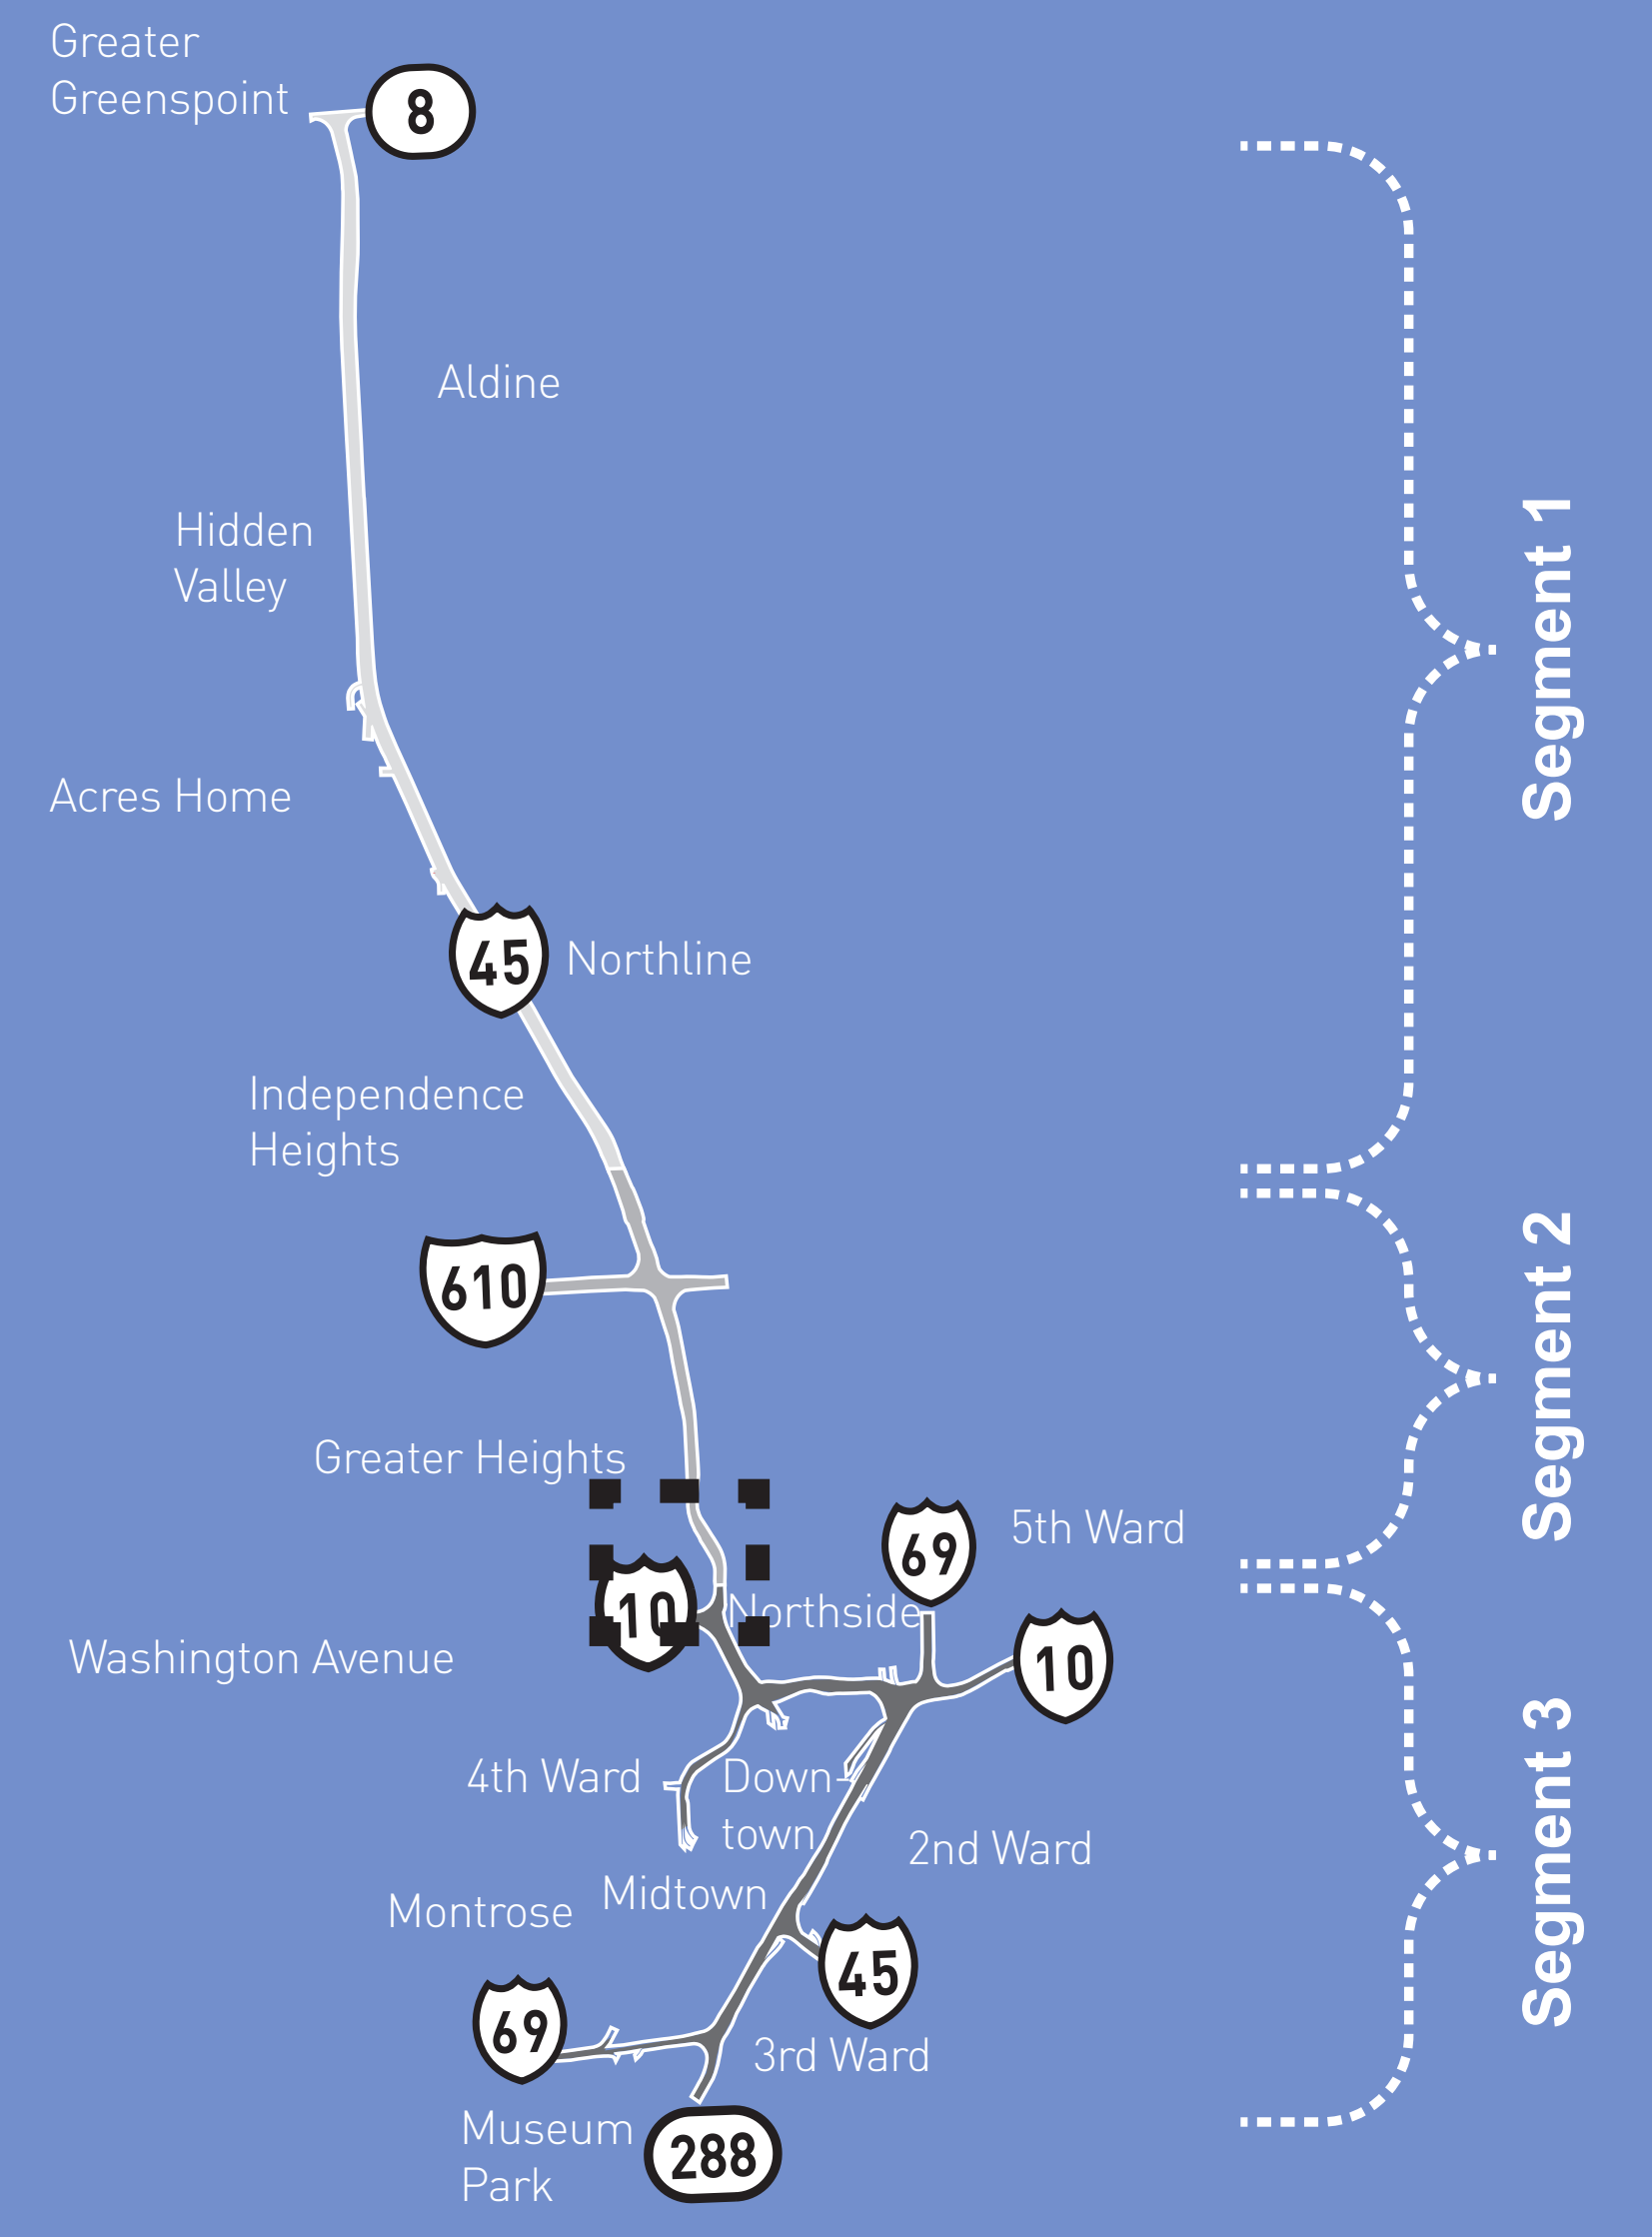 Greater
Greenspoint
8
Aldine
Hidden
Valley
Segment 1
Acres Home
45
Northline
Independence
Heights
610
Segment 2
Greater Heights
69
5th Ward
10
Northside
Washington Avenue
10
4th Ward
Down-
town
2nd Ward
Segment 3
Midtown
Montrose
45
69
3rd Ward
Museum
Park
288